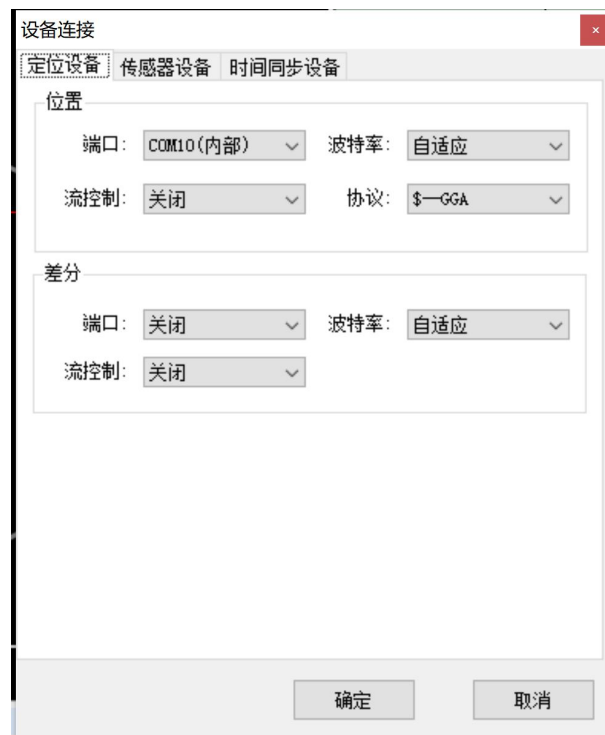 设备连接
定位设备 传感器设备 时间同步设备
位置
端口: COM10(内部) 波特率: 自适应
流控制: 关闭 协议: $—GGA
差分
端口: 关闭 波特率: 自适应
流控制: 关闭
确定 取消